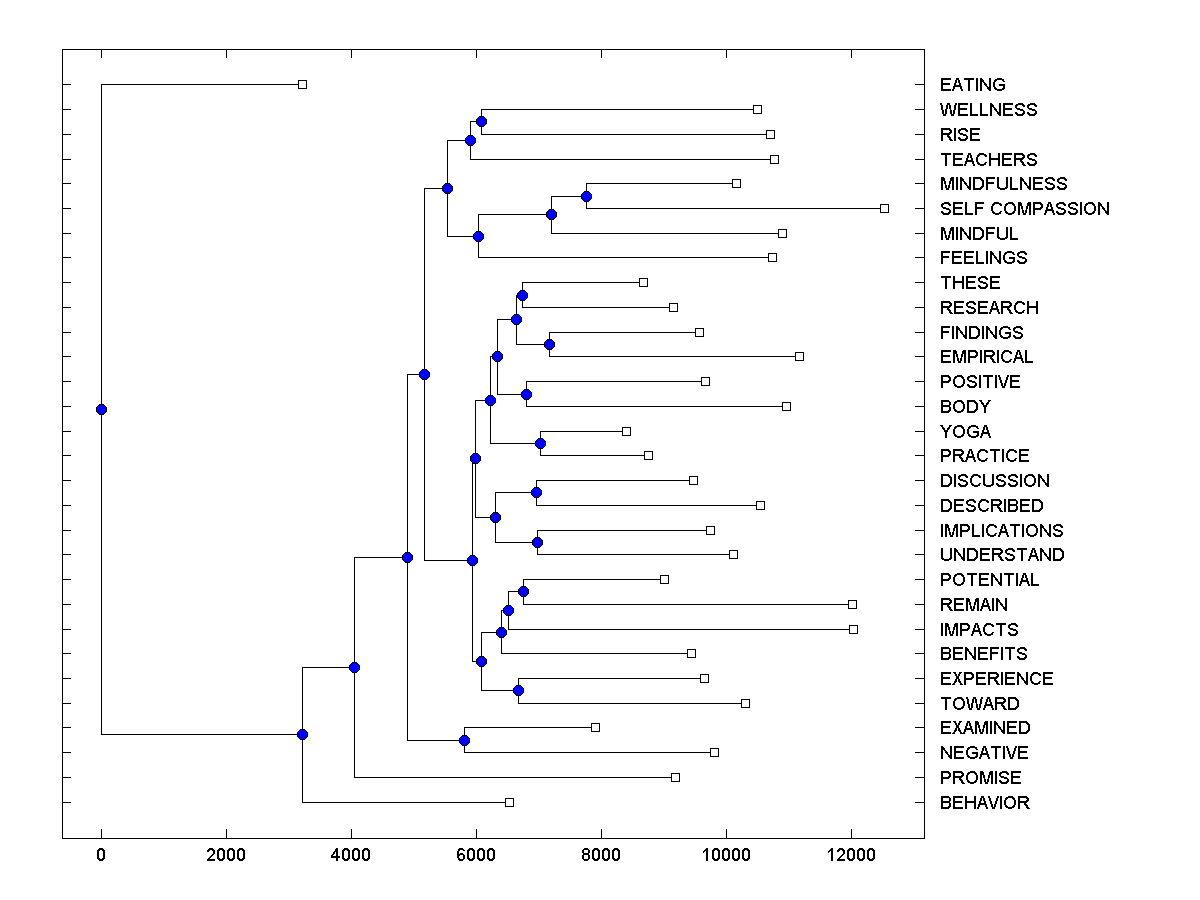 EATING
WELLNESS
RISE
TEACHERS
MINDFULNESS
SELF COMPASSION
MINDFUL
FEELINGS
THESE
RESEARCH
FINDINGS
EMPIRICAL
POSITIVE
BODY
YOGA
PRACTICE
DISCUSSION
DESCRIBED
IMPLICATIONS
UNDERSTAND
POTENTIAL
REMAIN
IMPACTS
BENEFITS
EXPERIENCE
TOWARD
EXAMINED
NEGATIVE
PROMISE
BEHAVIOR
0 2000 4000 6000 8000 10000 12000